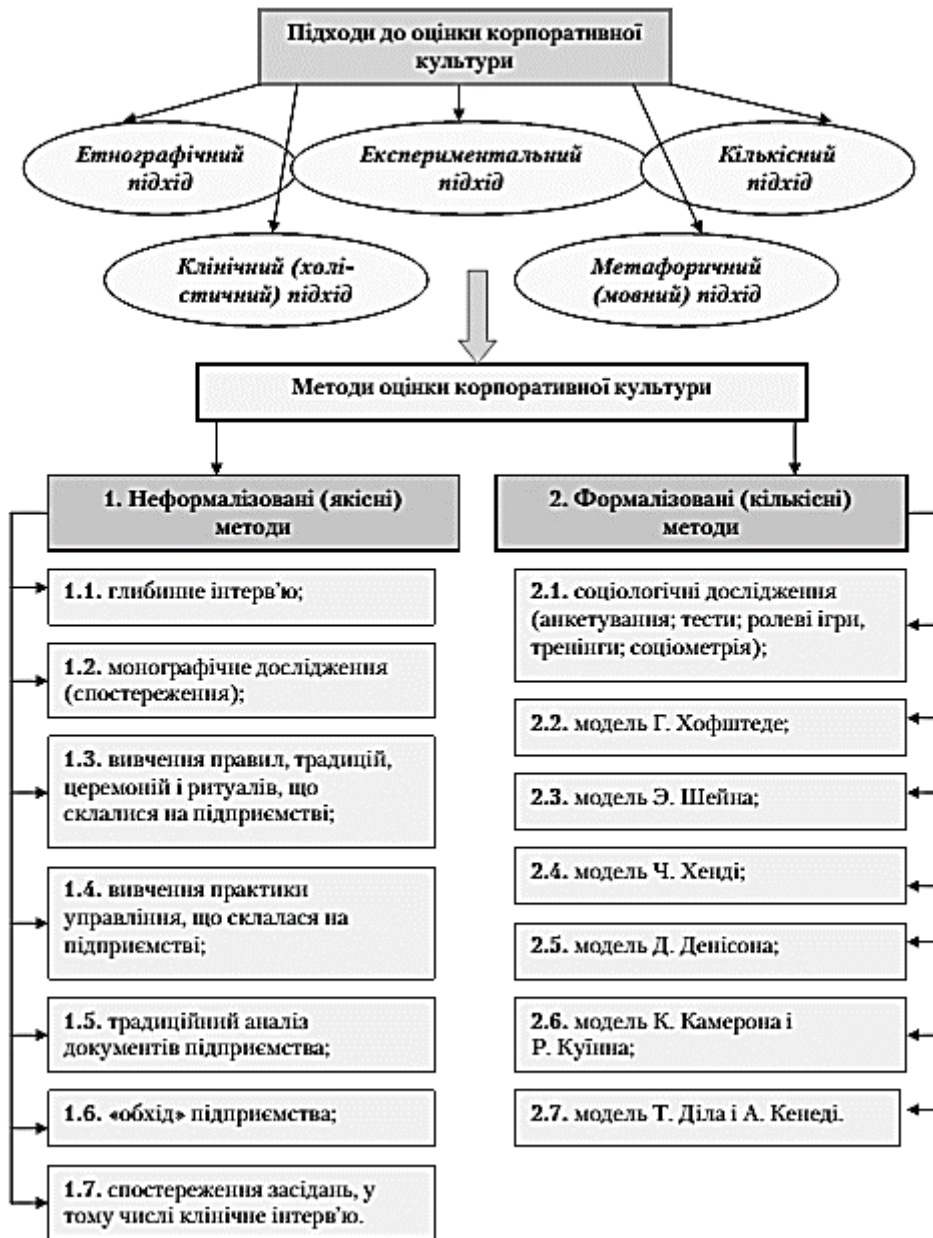 Підходи до оцінки корпоративної
культури
Етнографічний
підхід
Експериментальний
підхід
Кількісний
підхід
Клінічний (холі-
стичний) підхід
Метафоричний
(мовний) підхід
Методи оцінки корпоративної культури
1. Неформалізовані (якісні)
методи
1.1. глибинне інтерв'ю;
1.2. монографічне дослідження
(спостереження);
1.3. вивчення правил, традицій,
церемоній і ритуалів, що
склалися на підприємстві;
1.4. вивчення практики
управління, що склалася на
підприємстві;
1.5. традиційний аналіз
документів підприємства;
1.6. «обхід» підприємства;
1.7. спостереження засідань, у
тому числі клінічне інтерв'ю.
2. Формалізовані (кількісні)
методи
2.1. соціологічні дослідження
(анкетування; тести; ролеві ігри,
тренінги; соціометрія);
2.2. модель Г. Хофштеде;
2.3. модель Э. Шейна;
2.4. модель Ч. Хенді;
2.5. модель Д. Денісона;
2.6. модель К. Камерона і
Р. Куїнна;
2.7. модель Т. Діла і А. Кенеді.